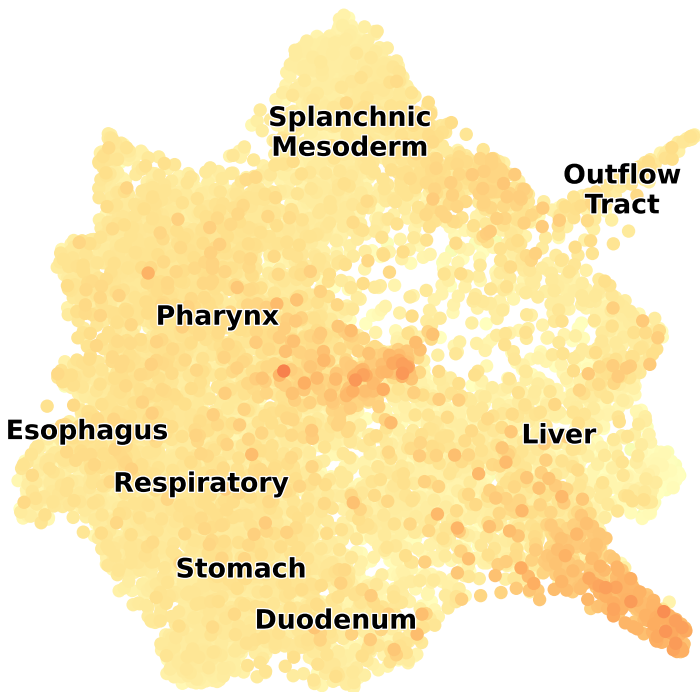 Splanchnic
Mesoderm
Outflow
Tract
Pharynx
Esophagus
Liver
Respiratory
Stomach
Duodenum